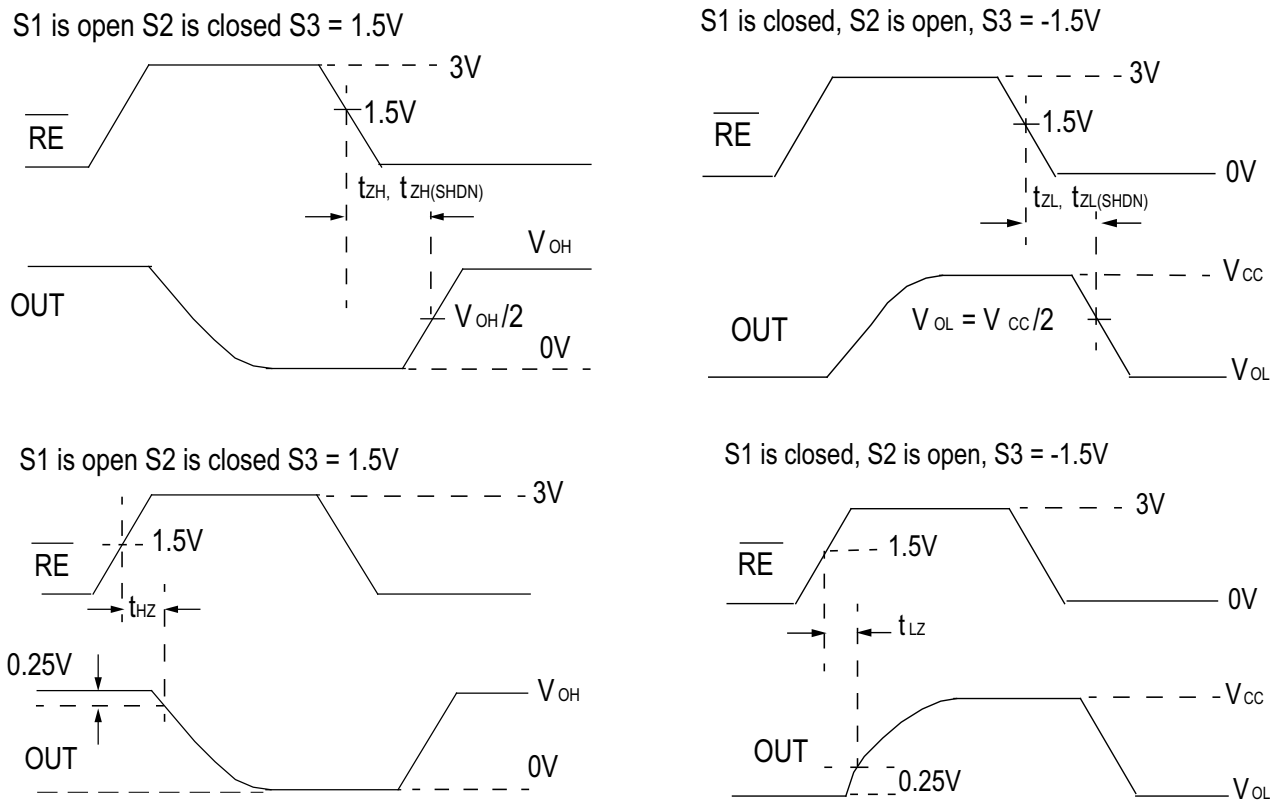 S1 is open S2 is closed S3 = 1.5V
3V
1.5V
RE
tZH, tZH(SHDN)
VOH
OUT
VOH/2
0V
S1 is closed, S2 is open, S3 = -1.5V
3V
1.5V
RE
0V
tZL, tZL(SHDN)
VCC
OUT
VOL = VCC/2
VOL
S1 is open S2 is closed S3 = 1.5V
3V
1.5V
RE
tHZ
0.25V
VOH
OUT
0V
S1 is closed, S2 is open, S3 = -1.5V
3V
1.5V
RE
0V
tLZ
VCC
OUT
0.25V
VOL